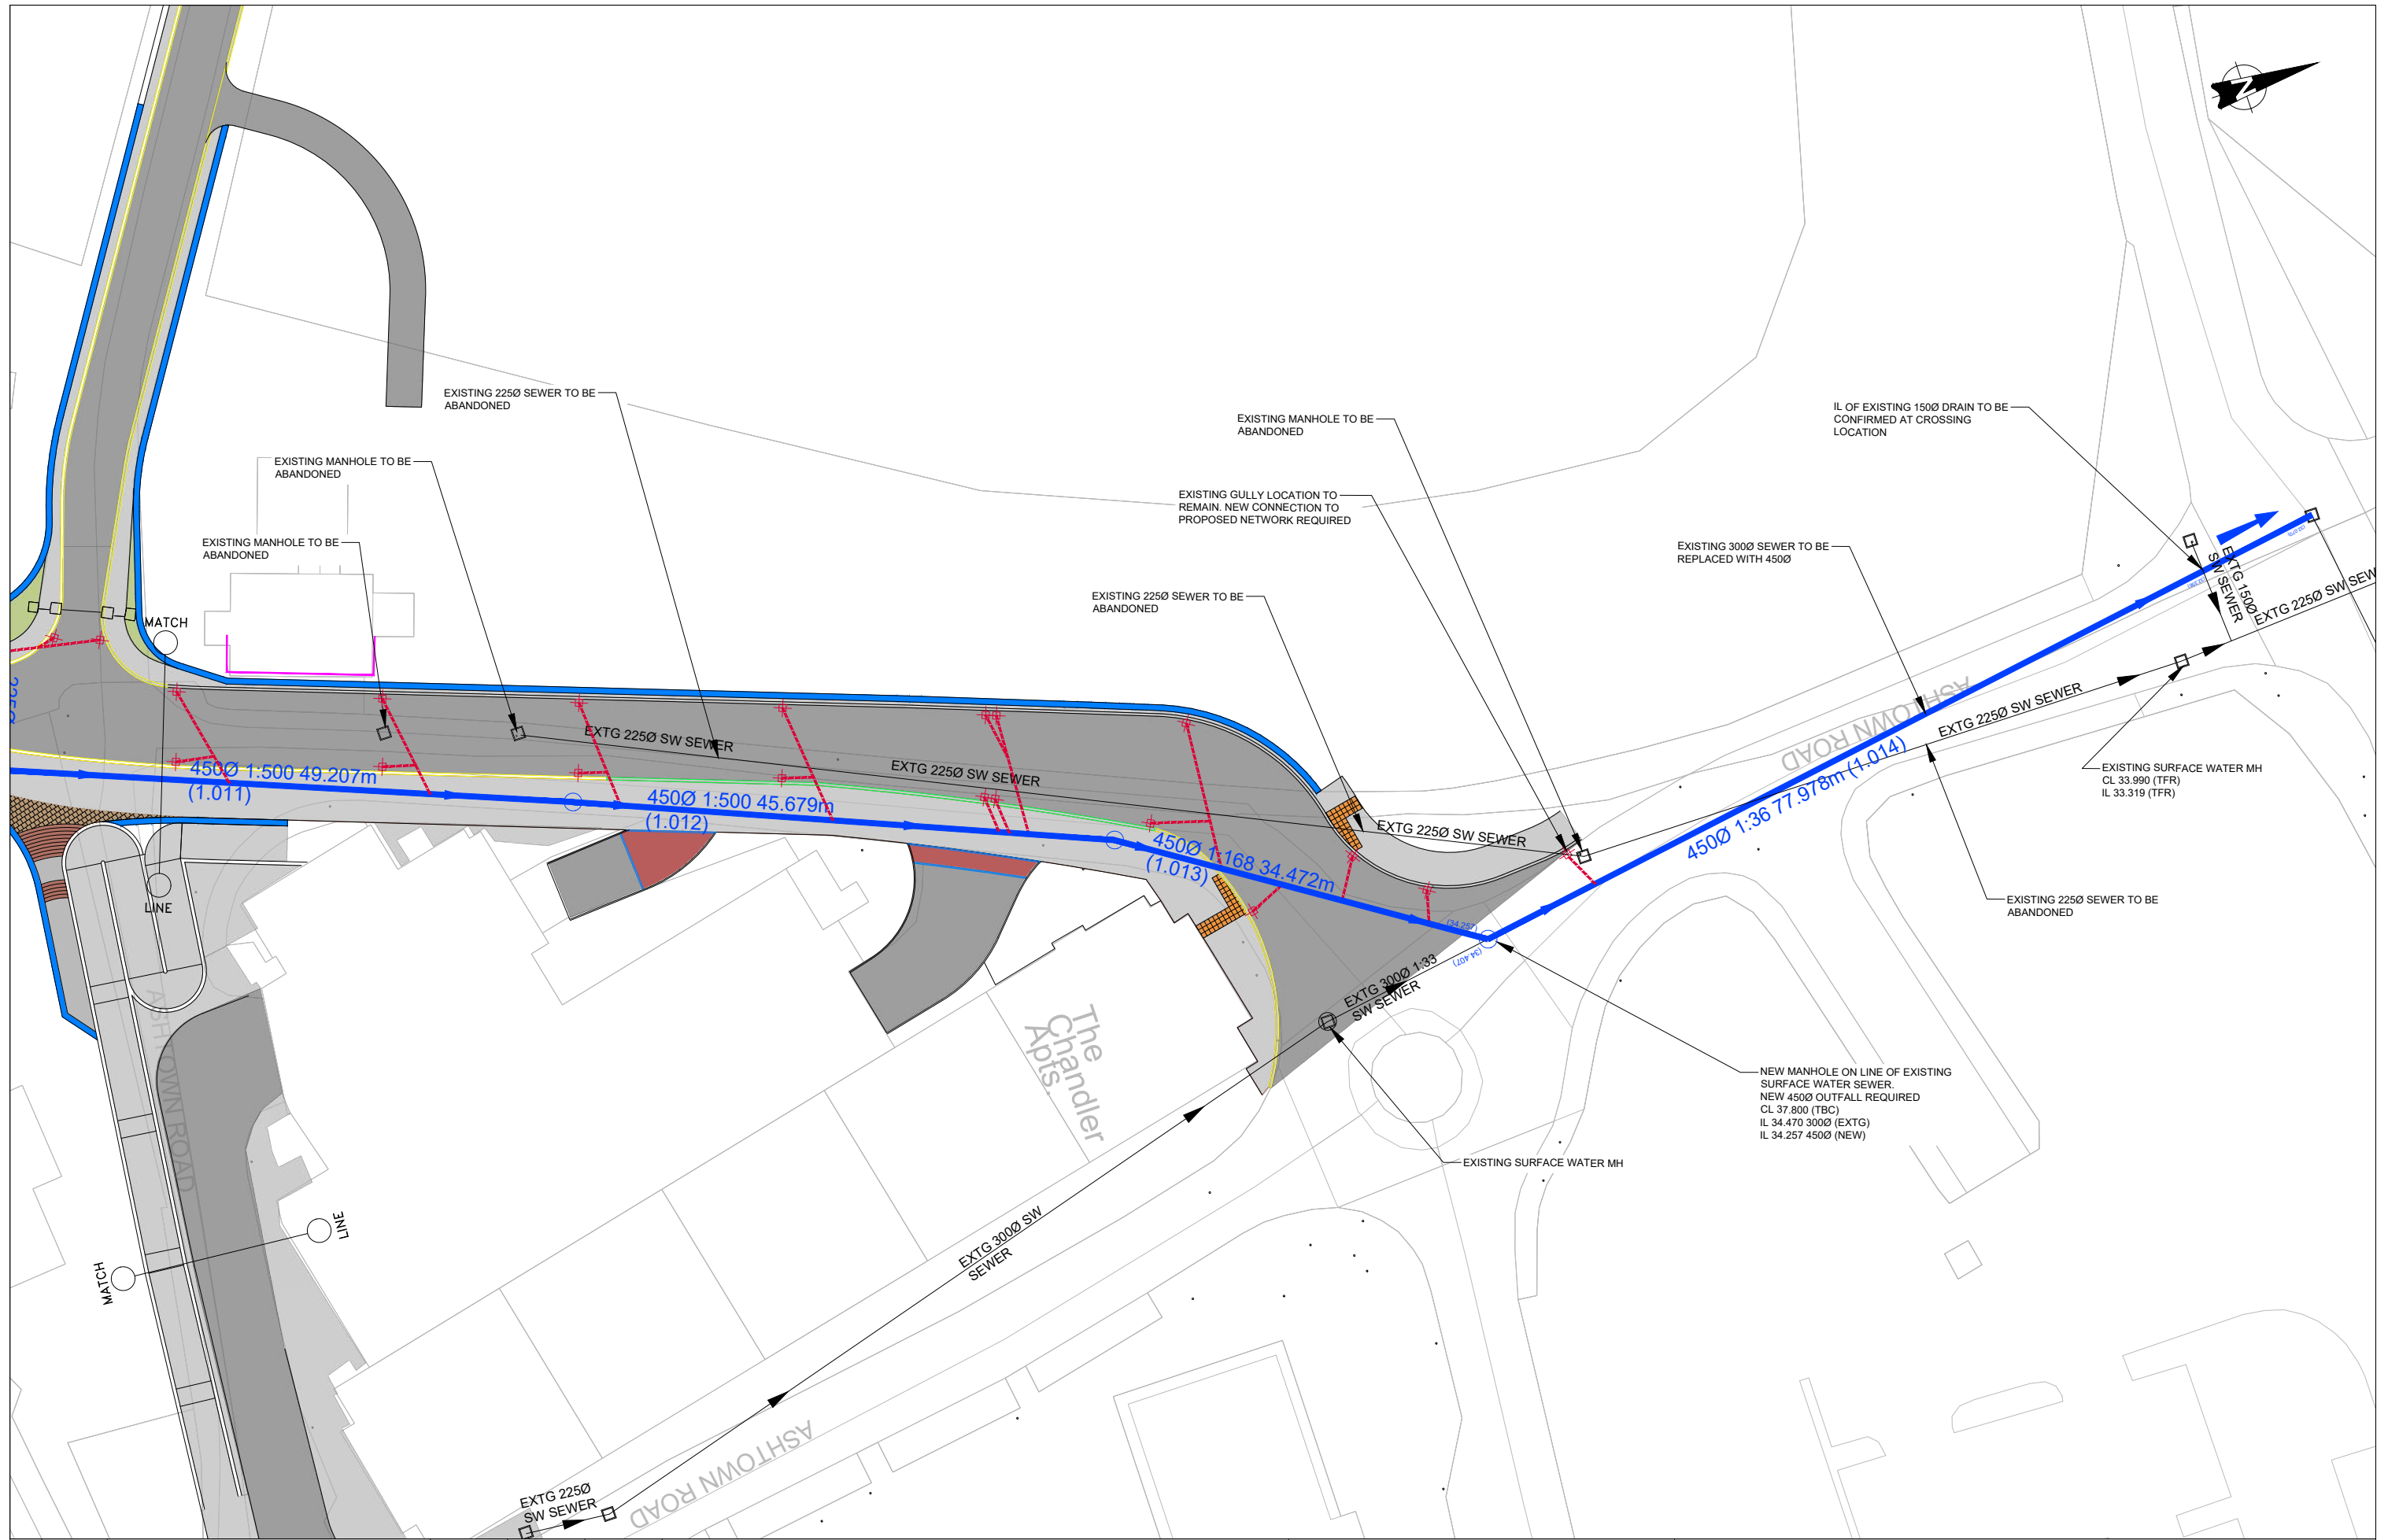 EXISTING 225Ø SEWER TO BE
ABANDONED
EXISTING MANHOLE TO BE
ABANDONED
IL OF EXISTING 150Ø DRAIN TO BE
CONFIRMED AT CROSSING
LOCATION
EXISTING MANHOLE TO BE
ABANDONED
EXISTING GULLY LOCATION TO
REMAIN. NEW CONNECTION TO
PROPOSED NETWORK REQUIRED
EXISTING MANHOLE TO BE
ABANDONED
EXISTING 300Ø SEWER TO BE
REPLACED WITH 450Ø
EXISTING 225Ø SEWER TO BE
ABANDONED
EXTG 150Ø
SW SEWER
EXTG 225Ø SW SEW
MATCH
LINE
EXTG 225Ø SW SEWER
EXTG 225Ø SW SEWER
EXTG 225Ø SW SEWER
EXTG 225Ø SW SEWER
ASHTOWN ROAD
450Ø 1:500 49.207m
(1.011)
450Ø 1:500 45.679m
(1.012)
450Ø 1:168 34.472m
(1.013)
450Ø 1:36 77.978m (1.014)
EXISTING SURFACE WATER MH
CL 33.990 (TFR)
IL 33.319 (TFR)
EXISTING 225Ø SEWER TO BE
ABANDONED
(34.257)
(34.407)
EXTG 300Ø 1:33
SW SEWER
The
Chandler
Apts.
ASHTOWN ROAD
NEW MANHOLE ON LINE OF EXISTING
SURFACE WATER SEWER.
NEW 450Ø OUTFALL REQUIRED
CL 37.800 (TBC)
IL 34.470 300Ø (EXTG)
IL 34.257 450Ø (NEW)
EXISTING SURFACE WATER MH
MATCH
LINE
EXTG 300Ø SW
SEWER
ASHTOWN ROAD
EXTG 225Ø
SW SEWER